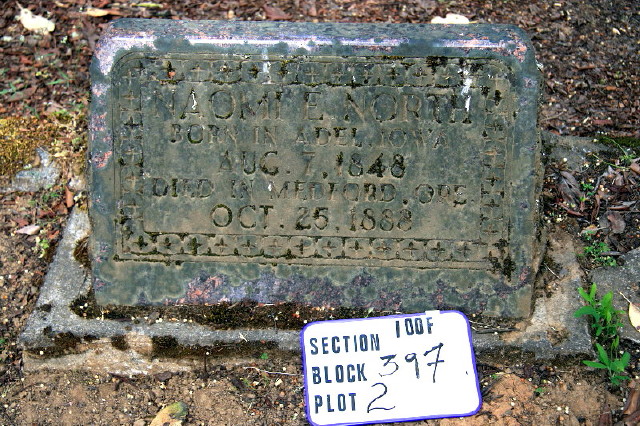 NAOMI E. NORTH
BORN IN ADEL, IOWA
AUG. 7, 1848
DIED IN MEDFORD, ORE.
OCT. 25, 1888
SECTION IOOF
BLOCK 397.
PLOT 2